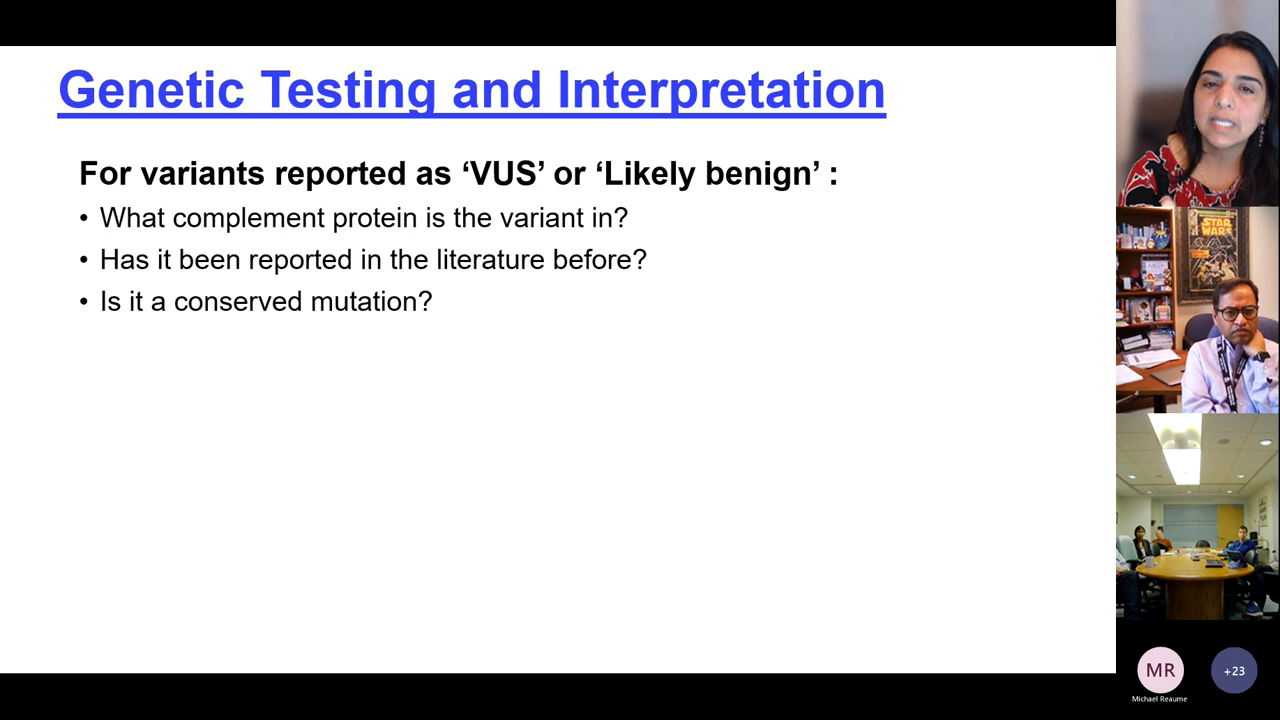 Genetic Testing and Interpretation
For variants reported as ‘VUS’ or ‘Likely benign’ :
• What complement protein is the variant in?
• Has it been reported in the literature before?
• Is it a conserved mutation?
STAR
WARS
MR
+23
Michael Reaume